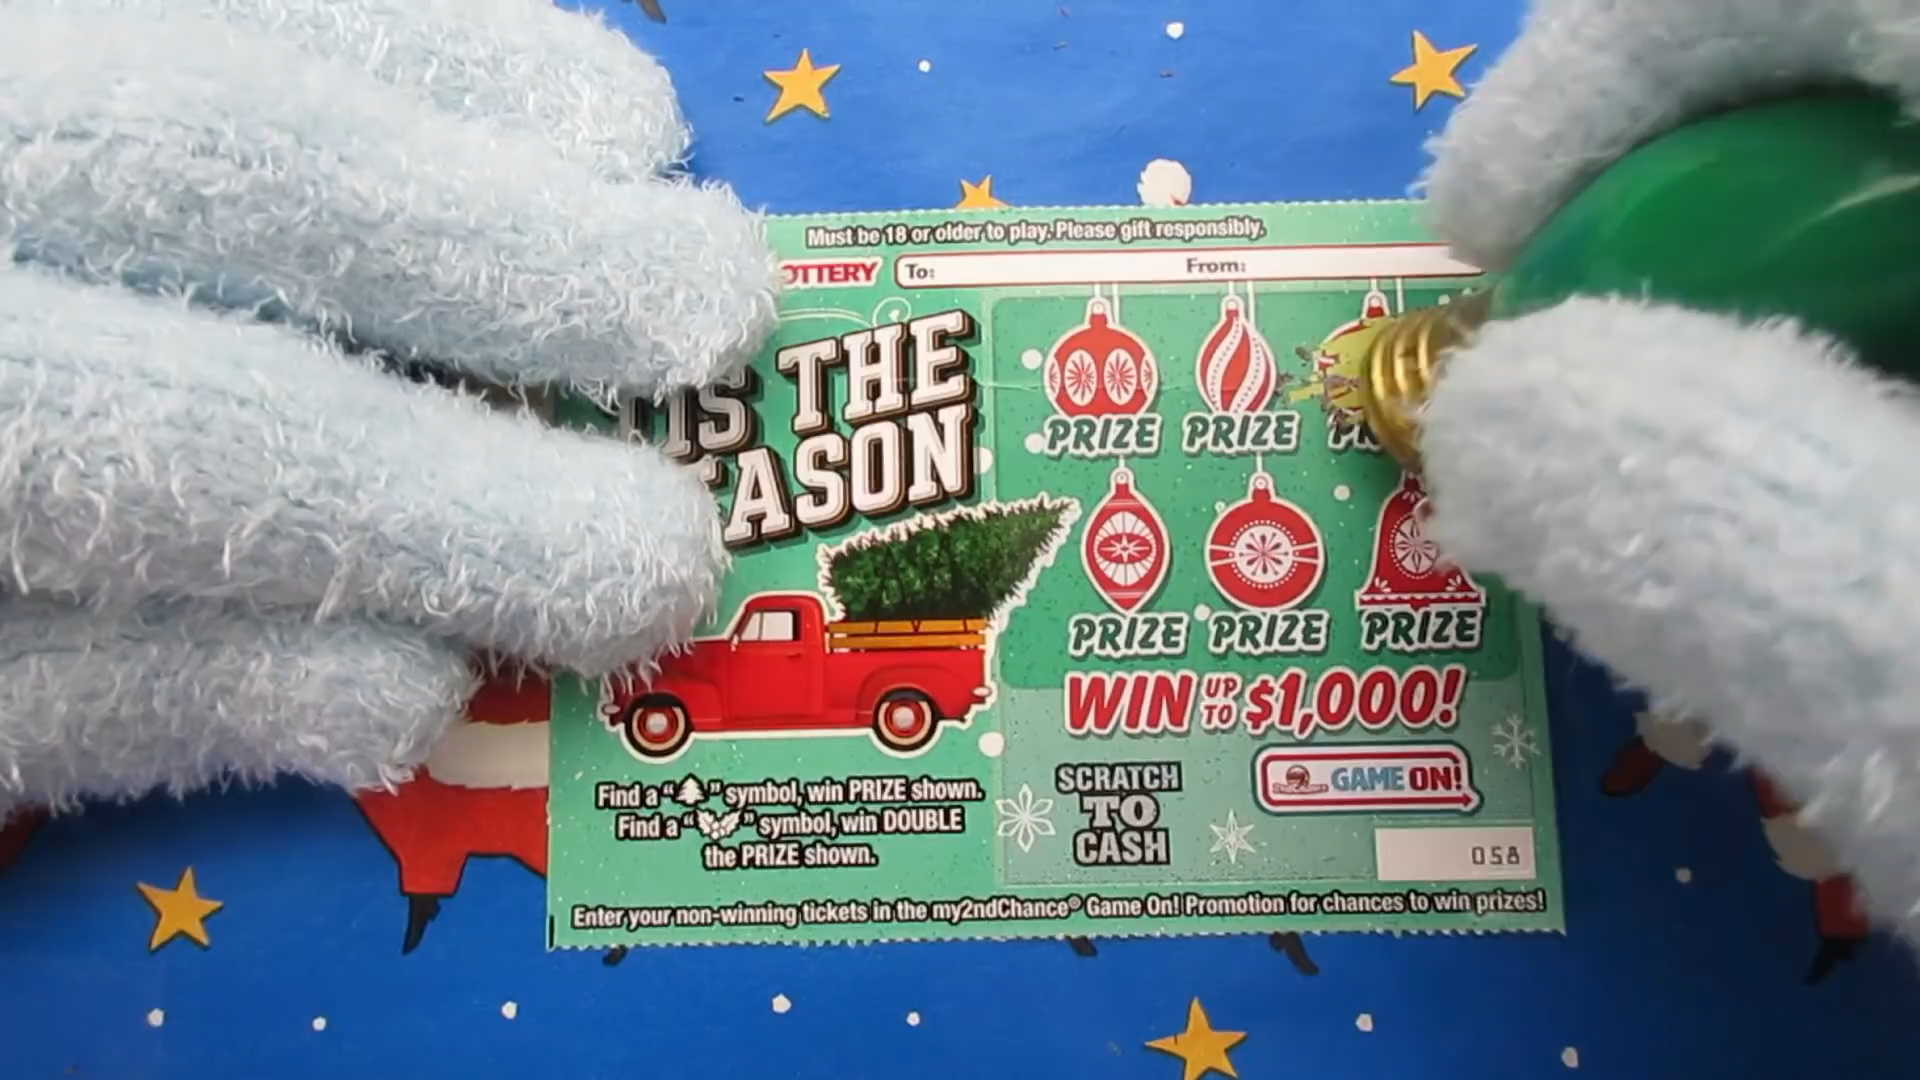 Must be 18 or older to play. Please gift responsibly.
To: From:
THE
PRIZE PRIZE
PRIZE PRIZE PRIZE
WIN UP TO $1,000!
SCRATCH
TO
CASH
GAME ON!
058
Find a “ ” symbol, win PRIZE shown.
Find a “ ” symbol, win DOUBLE
the PRIZE shown.
Enter your non-winning tickets in the my2ndChance® Game On! Promotion for chances to win prizes!